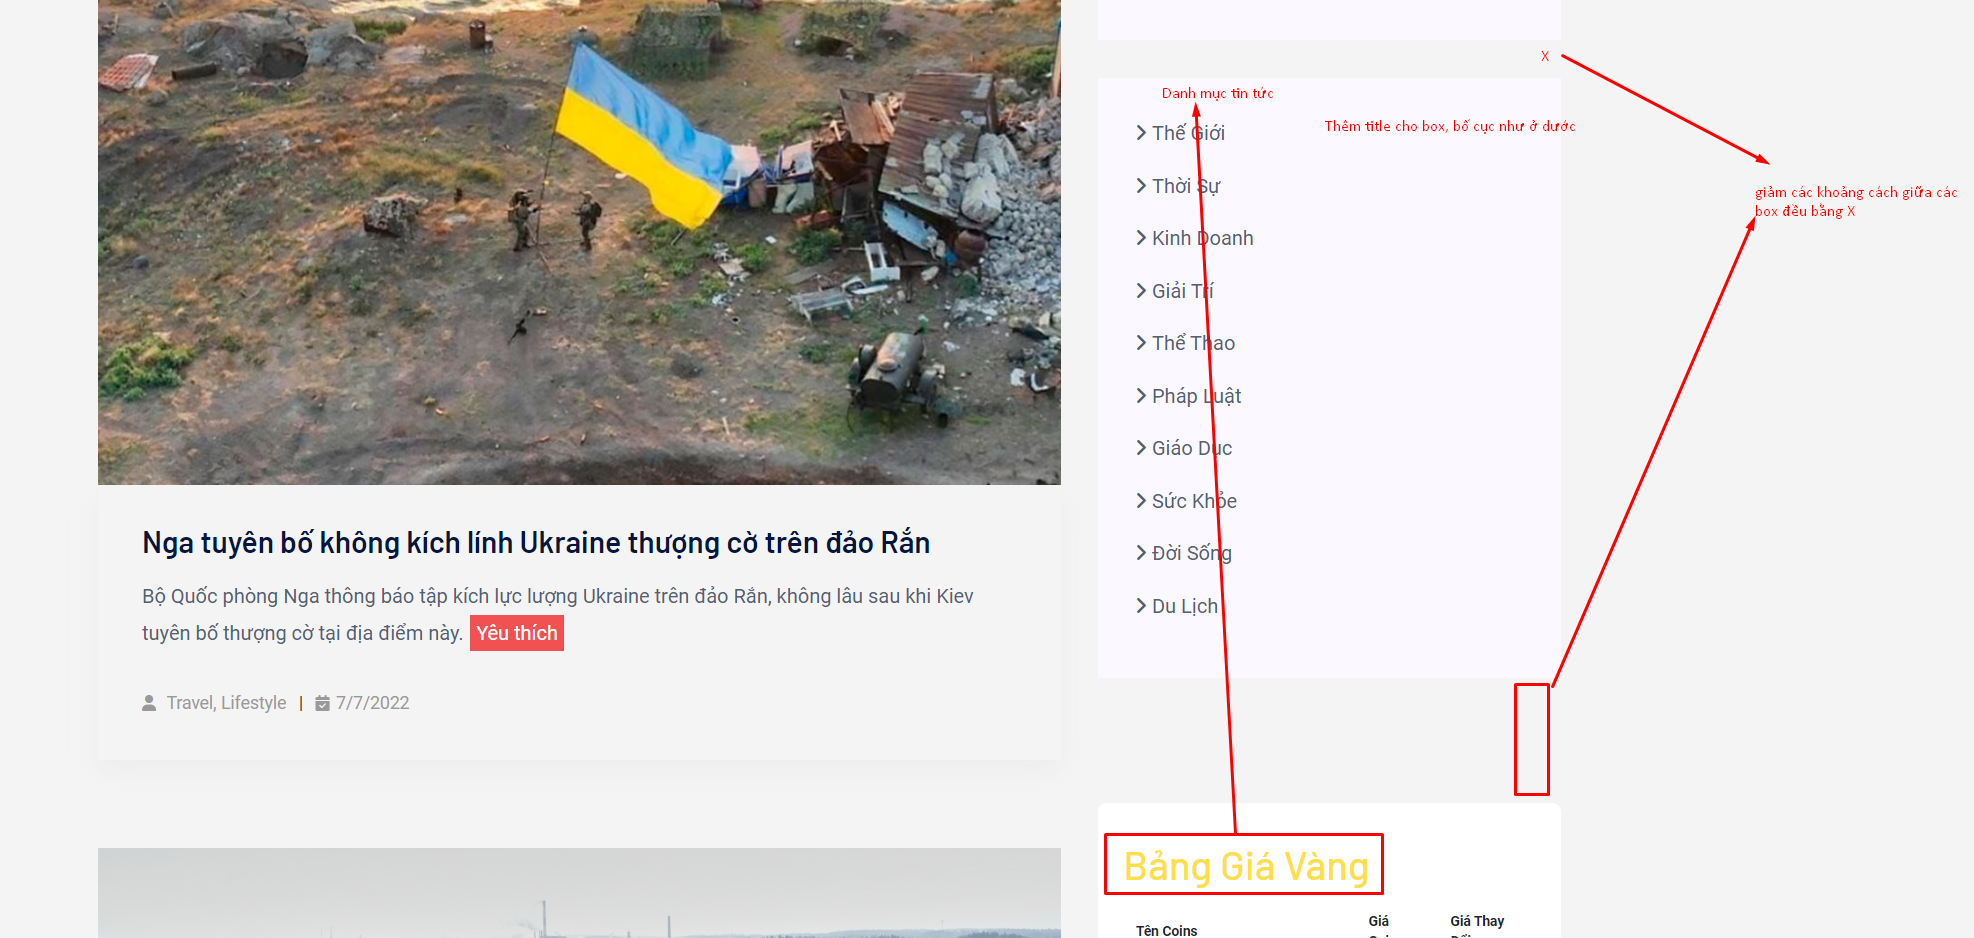 X
Danh mục tin tức
Thêm title cho box, bố cục như ở dước
Thế Giới
Thời Sự
Kinh Doanh
Giải Trí
Thể Thao
Pháp Luật
Giáo Dục
Sức Khỏe
Đời Sống
Du Lịch
giảm các khoảng cách giữa các
box đều bằng X
Nga tuyên bố không kích lính Ukraine thượng cờ trên đảo Rắn
Bộ Quốc phòng Nga thông báo tập kích lực lượng Ukraine trên đảo Rắn, không lâu sau khi Kiev
tuyên bố thượng cờ tại địa điểm này. Yêu thích
Travel, Lifestyle | 7/7/2022
Bảng Giá Vàng
Tên Coins
Giá
Giá Thay